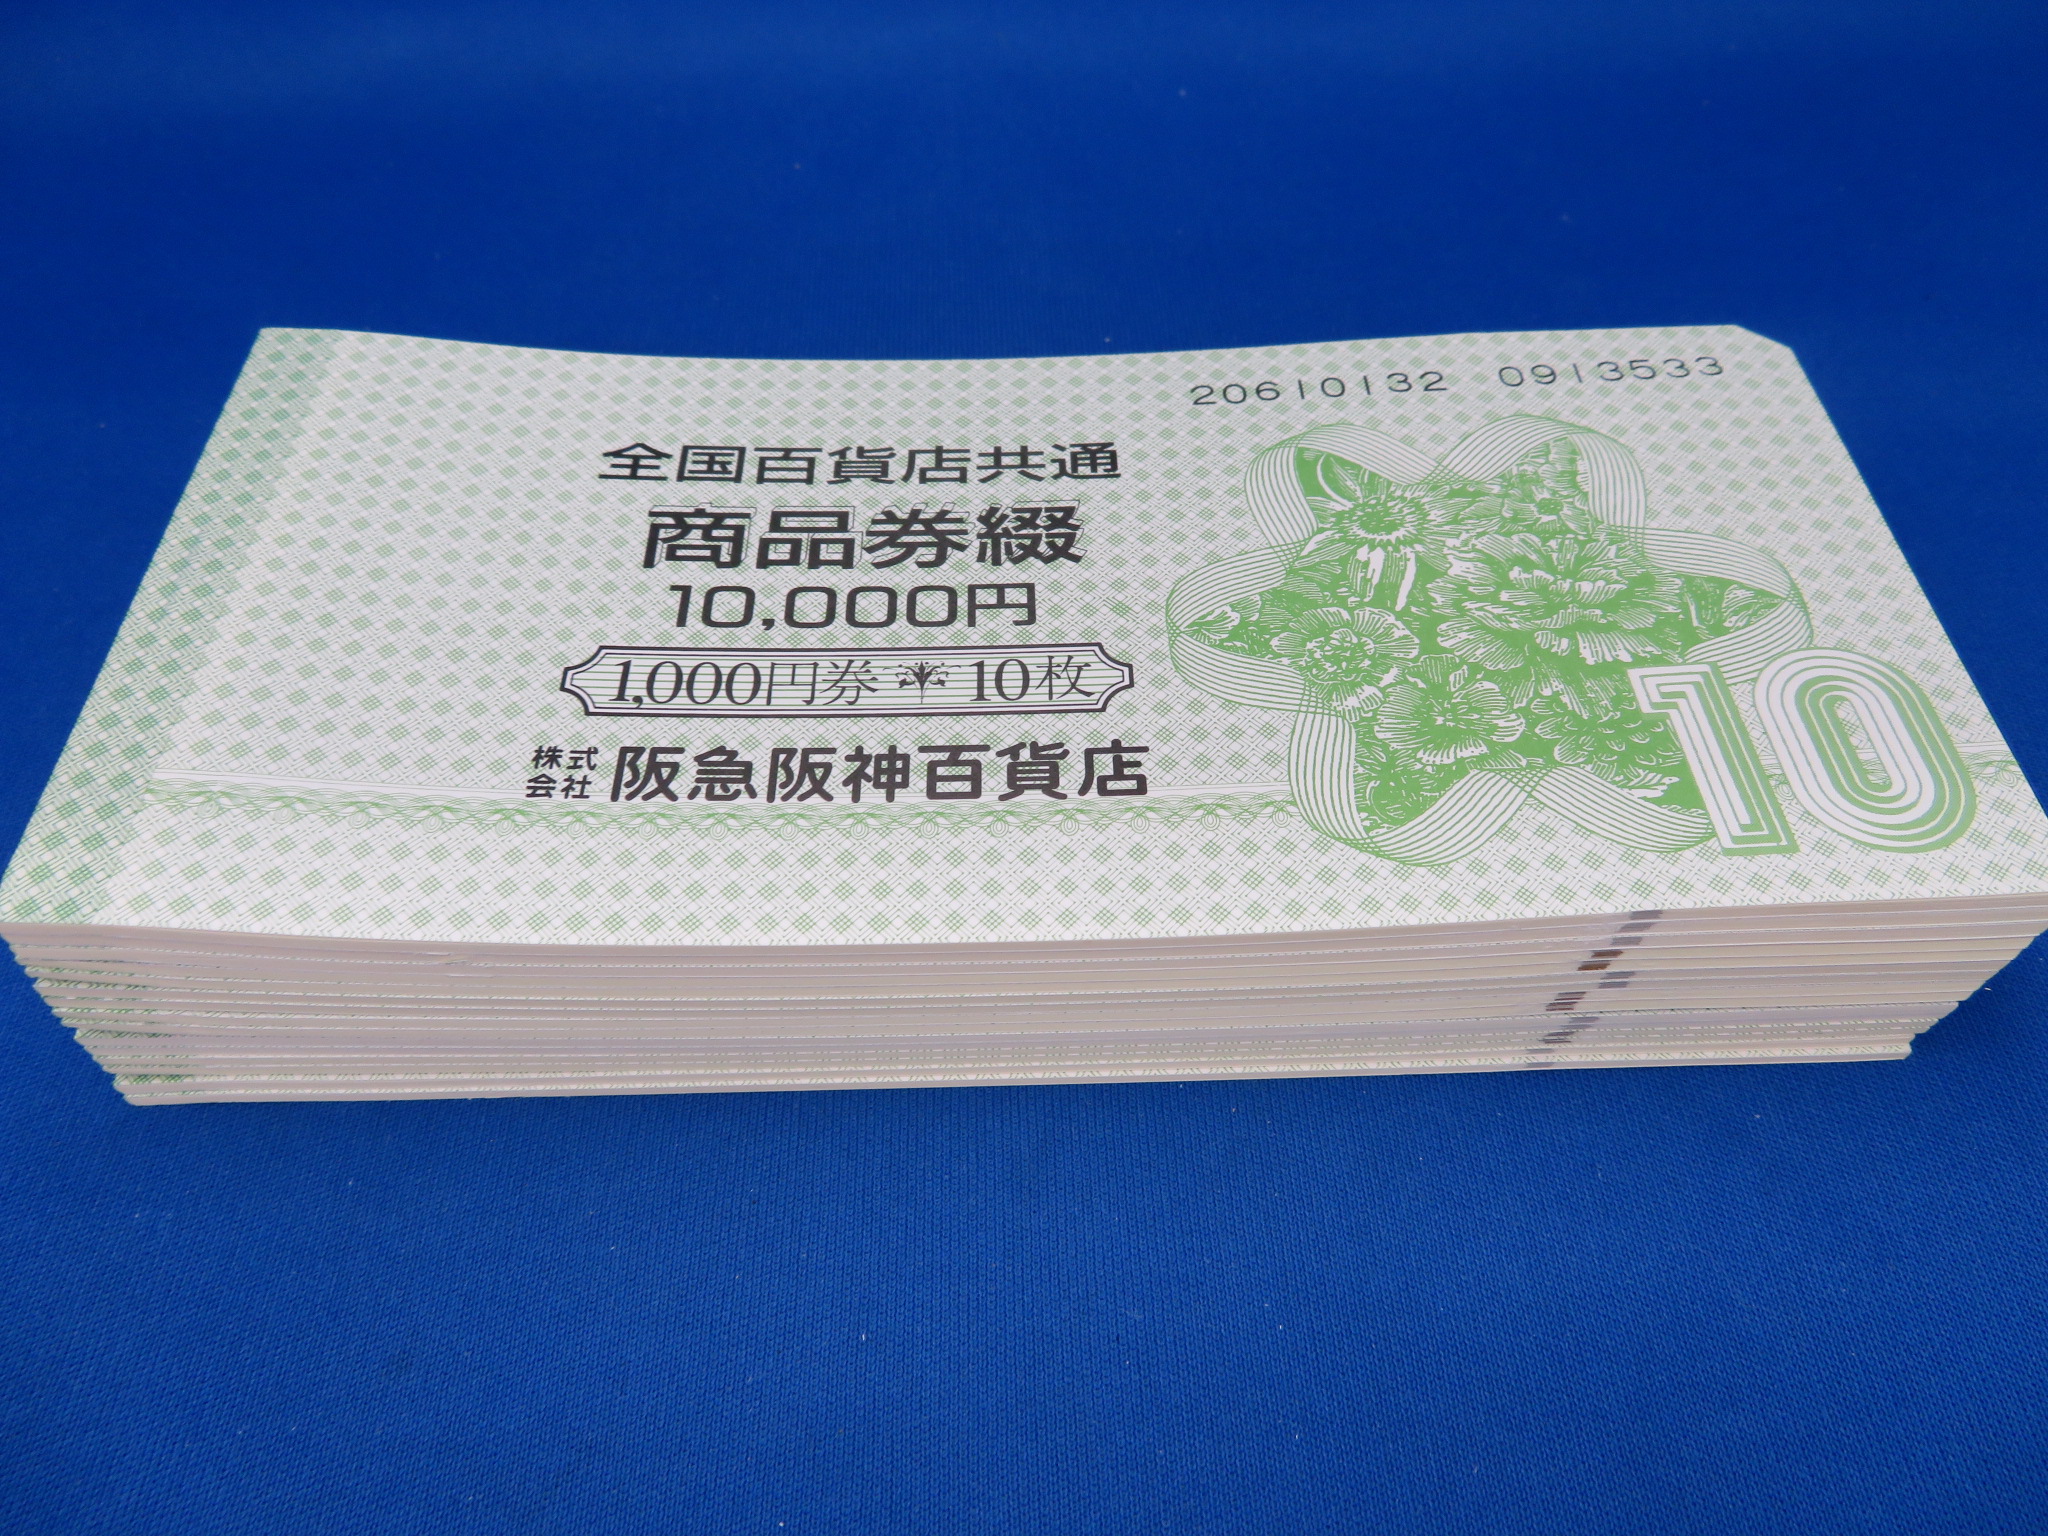 20610132 0913533
全国百貨店共通
商品券綴
10,000円
1,000円券 10枚
株式会社 阪急阪神百貨店
10